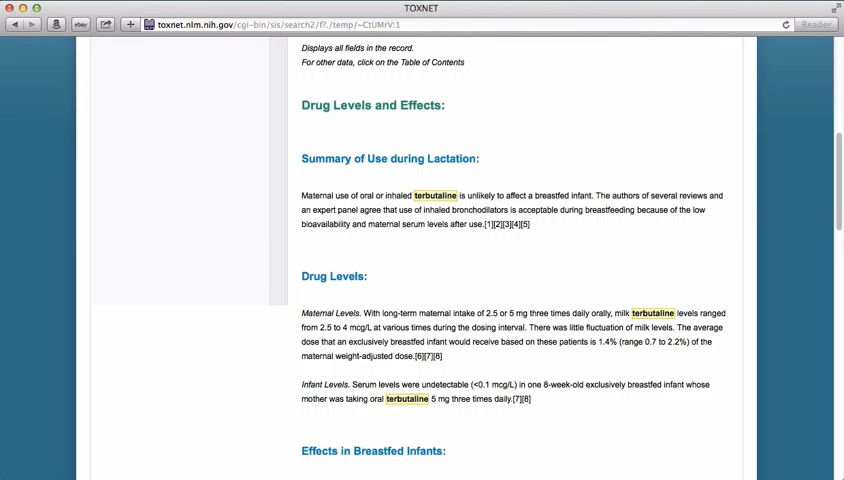 TOXNET
ebay
toxnet.nlm.nih.gov/cgi-bin/sis/search2/f?./temp/~CtUMrV:1
Reader
Displays all fields in the record.
For other data, click on the Table of Contents
Drug Levels and Effects:
Summary of Use during Lactation:
Maternal use of oral or inhaled terbutaline is unlikely to affect a breastfed infant. The authors of several reviews and
an expert panel agree that use of inhaled bronchodilators is acceptable during breastfeeding because of the low
bioavailability and maternal serum levels after use.[1][2][3][4][5]
Drug Levels:
Maternal Levels. With long-term maternal intake of 2.5 or 5 mg three times daily orally, milk terbutaline levels ranged
from 2.5 to 4 mcg/L at various times during the dosing interval. There was little fluctuation of milk levels. The average
dose that an exclusively breastfed infant would receive based on these patients is 1.4% (range 0.7 to 2.2%) of the
maternal weight-adjusted dose.[6][7][8]
Infant Levels. Serum levels were undetectable (<0.1 mcg/L) in one 8-week-old exclusively breastfed infant whose
mother was taking oral terbutaline 5 mg three times daily.[7][8]
Effects in Breastfed Infants: